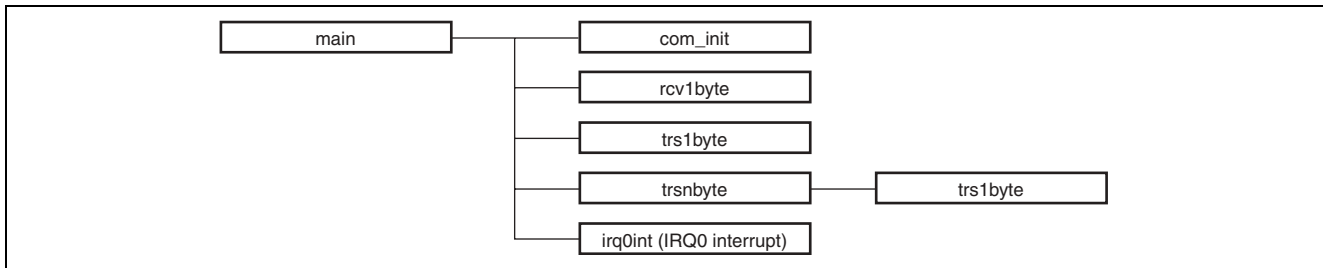 main
com_init
rcv1byte
trs1byte
trsnbyte
trs1byte
irq0int (IRQ0 interrupt)